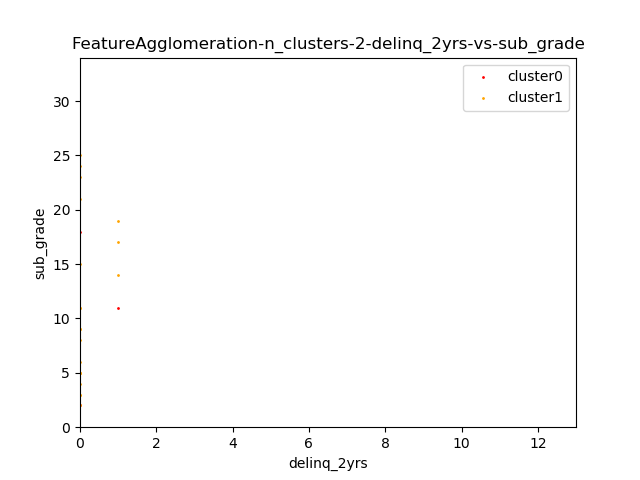 FeatureAgglomeration-n_clusters-2-delinq_2yrs-vs-sub_grade
cluster0
cluster1
30
25
20
15
10
5
0
sub_grade
0 2 4 6 8 10 12
delinq_2yrs